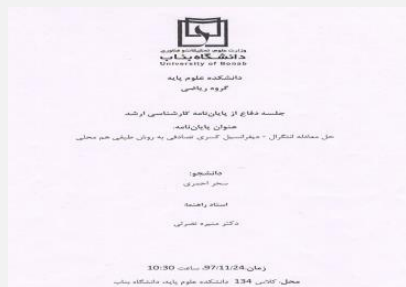 وزارت علوم، تحقیقات و فناوری
دانشگاه بناب
University of Bonab
دانشکده علوم پایه
گروه ریاضی
جلسه دفاع از پایان‌نامه کارشناسی ارشد
عنوان پایان‌نامه:
حل معادله انتگرال - دیفرانسیل کسری تصادفی به روش طیفی هم محلی
دانشجو:
سحر احمدی
استاد راهنما:
دکتر منیره نصرتی
زمان: 97/11/24، ساعت 10:30
محل: کلاس 134 دانشکده علوم پایه، دانشگاه بناب